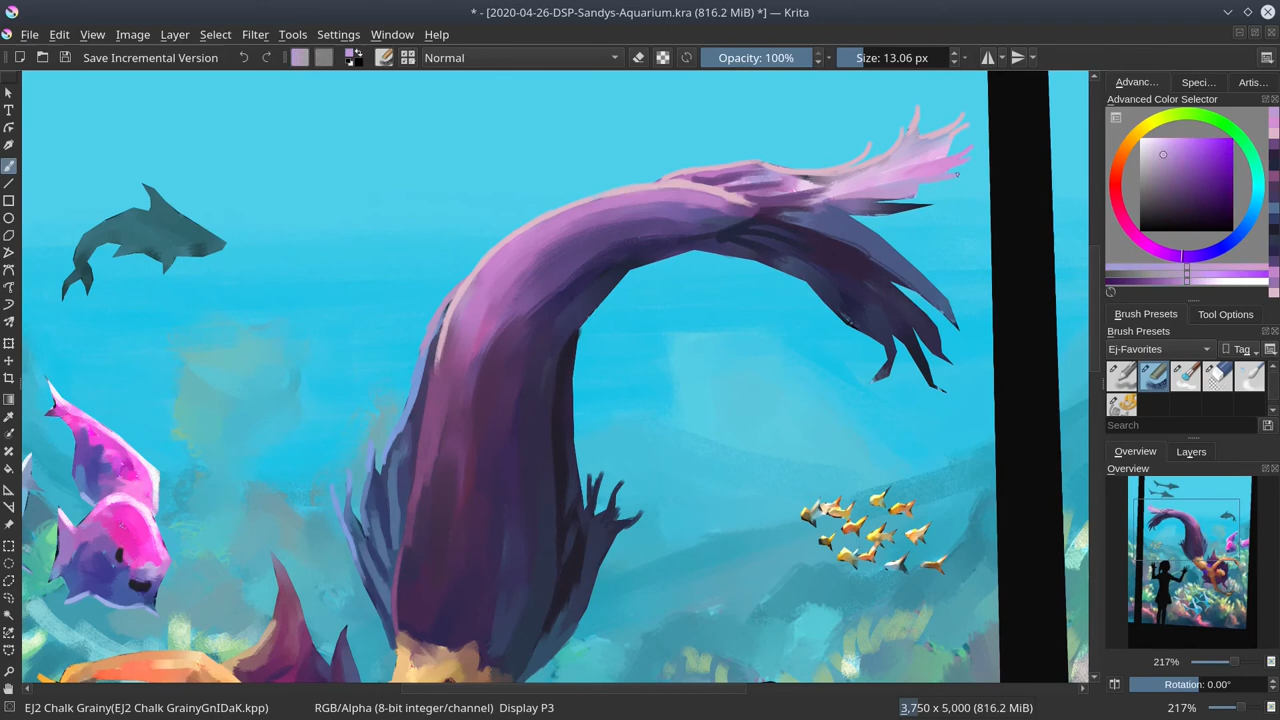 * - [2020-04-26-DSP-Sandys-Aquarium.kra (816.2 MiB) *] — Krita
File Edit View Image Layer Select Filter Tools Settings Window Help
Save Incremental Version Normal Opacity: 100% Size: 13.06 px
Advanc... Speci... Artis...
Advanced Color Selector
Brush Presets Tool Options
Brush Presets
Ej-Favorites Tag
Search
Overview Layers
Overview
217%
Rotation: 0.00°
EJ2 Chalk Grainy(EJ2 Chalk GrainyGnIDaK.kpp) RGB/Alpha (8-bit integer/channel) Display P3 3,750 x 5,000 (816.2 MiB) 217%